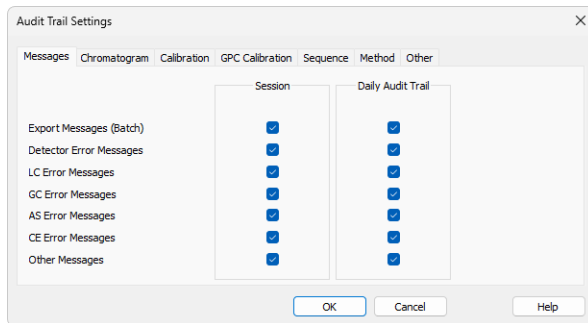 Audit Trail Settings
Messages Chromatogram Calibration GPC Calibration Sequence Method Other
Session Daily Audit Trail
Export Messages (Batch)
Detector Error Messages
LC Error Messages
GC Error Messages
AS Error Messages
CE Error Messages
Other Messages
OK Cancel Help